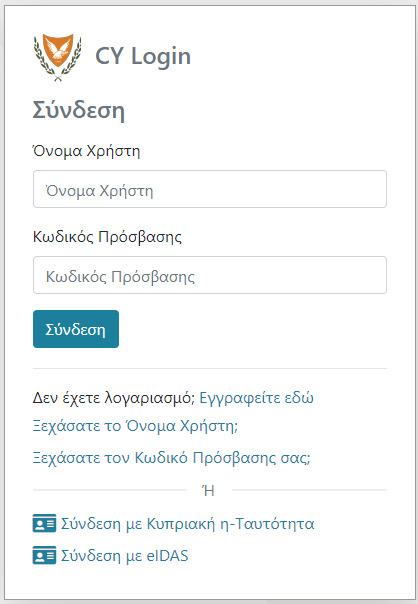 CY Login
Σύνδεση
Όνομα Χρήστη
Όνομα Χρήστη
Κωδικός Πρόσβασης
Κωδικός Πρόσβασης
Σύνδεση
Δεν έχετε λογαριασμό; Εγγραφείτε εδώ
Ξεχάσατε το Όνομα Χρήστη;
Ξεχάσατε τον Κωδικό Πρόσβασης σας;
Ή
Σύνδεση με Κυπριακή η-Ταυτότητα
Σύνδεση με eIDAS